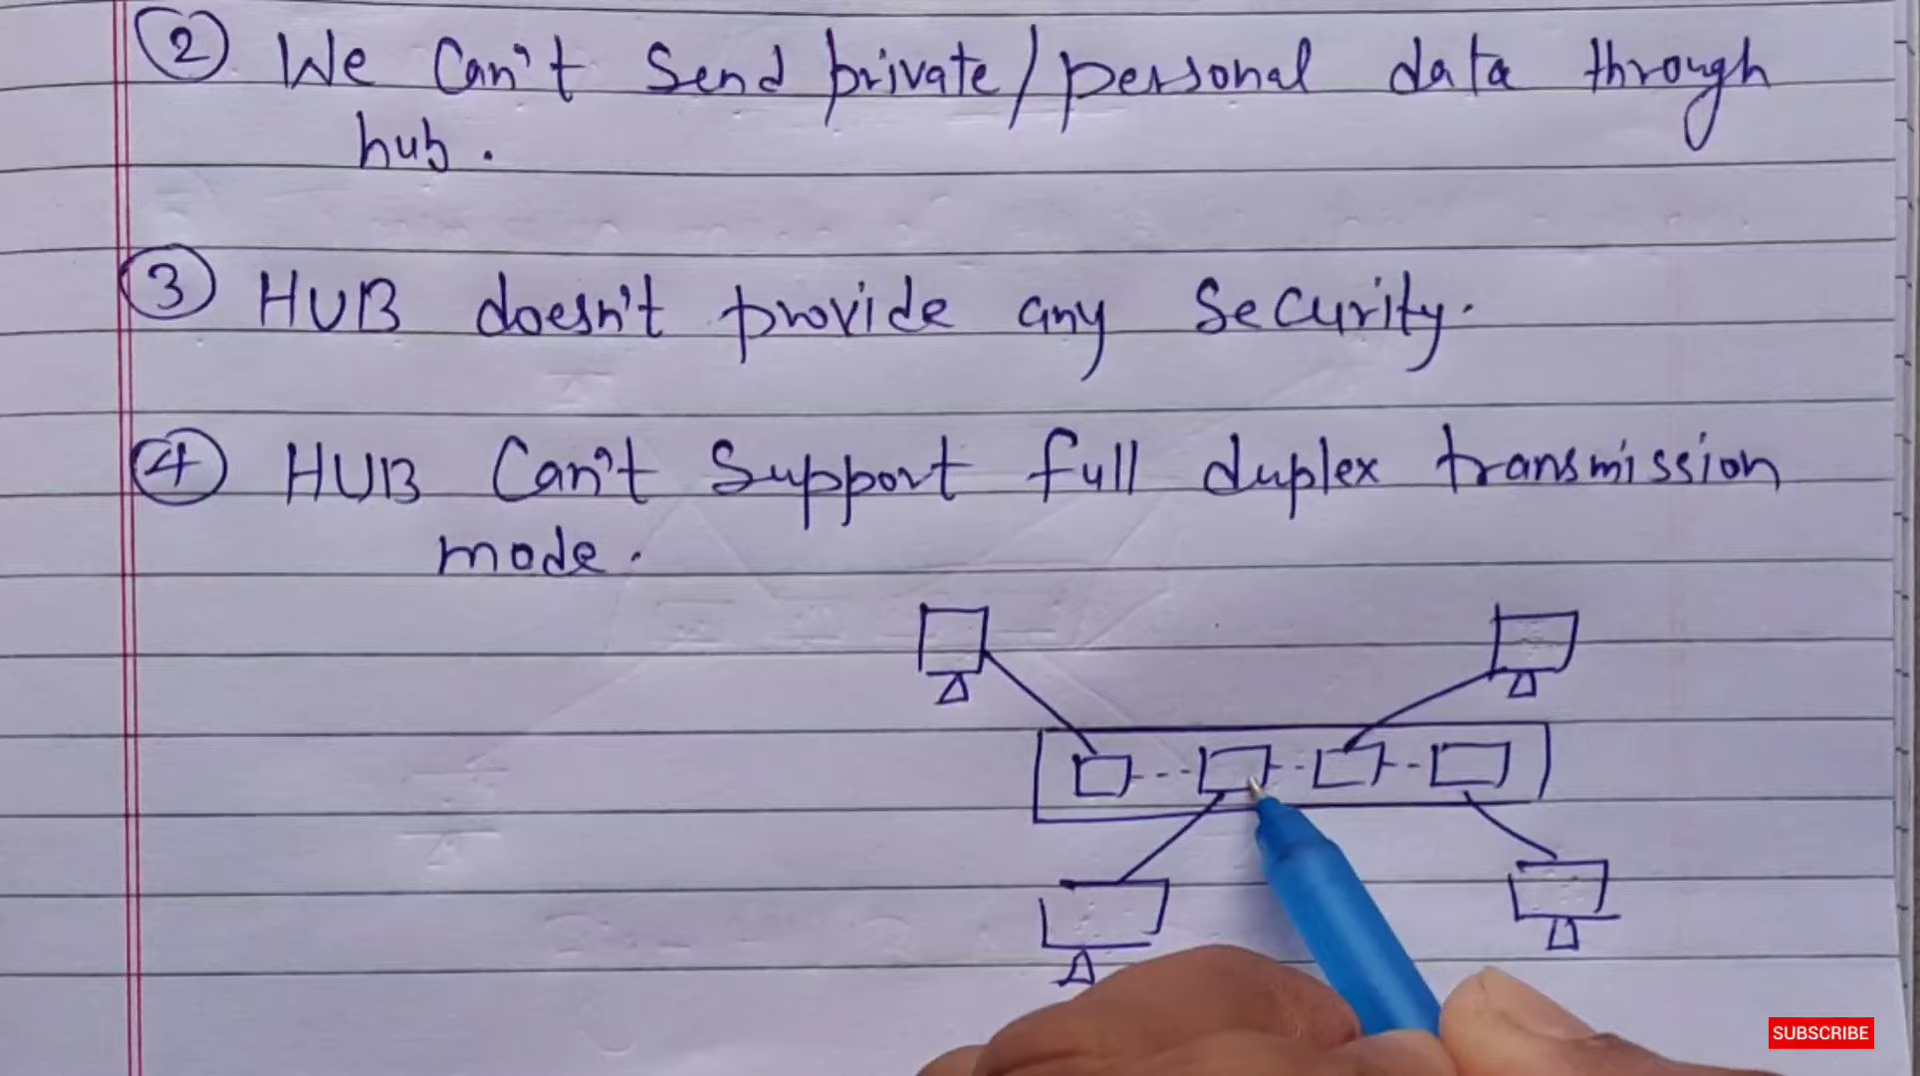 ② We Can't Send private/personal data through
hub.
③ HUB doesn't provide any Security.
④ HUB Can't Support full duplex transmission
mode.
SUBSCRIBE